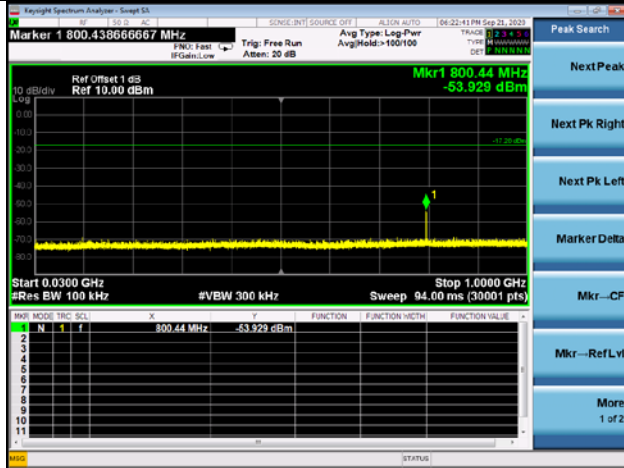 Keysight Spectrum Analyzer - Swept SA
RF 50 Ω AC SENSE:INT SOURCE OFF ALIGN AUTO 06:22:41 PM Sep 21, 2023
Marker 1 800.438666667 MHz
PNO: Fast
IFGain:Low
Trig: Free Run
Atten: 20 dB
Avg Type: Log-Pwr
Avg|Hold:>100/100
TRACE 1 2 3 4 5 6
TYPE M WWWWW
DET P NNNNN
Peak Search
Next Peak
Next Pk Right
Next Pk Left
Marker Delta
Mkr→CF
Mkr→Ref Lvl
More
1 of 2
Ref Offset 1 dB
10 dB/div Ref 10.00 dBm
Log
Mkr1 800.44 MHz
-53.929 dBm
0.00
-10.0
-20.0
-30.0
-40.0
-50.0
-60.0
-70.0
-80.0
1
Start 0.0300 GHz
#Res BW 100 kHz
#VBW 300 kHz
Stop 1.0000 GHz
Sweep 94.00 ms (30001 pts)
MKR MODE TRC SCL X Y FUNCTION FUNCTION WIDTH FUNCTION VALUE
1 N 1 f 800.44 MHz -53.929 dBm
2
3
4
5
6
7
8
9
10
11
MSG STATUS